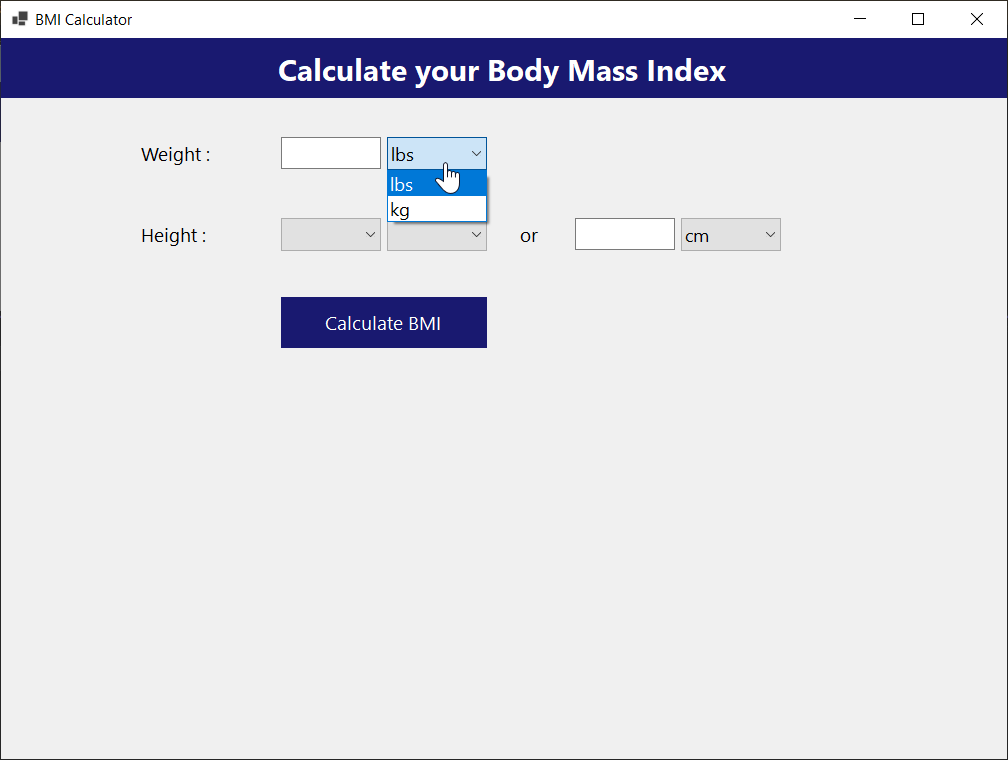 BMI Calculator
Calculate your Body Mass Index
Weight : lbs
lbs
kg
Height : or cm
Calculate BMI